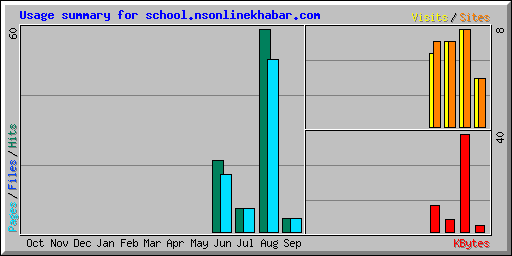 Usage summary for school.nsonlinekhabar.com
Visits/Sites
60
8
Pages/Files/Hits
40
Oct Nov Dec Jan Feb Mar Apr May Jun Jul Aug Sep
KBytes